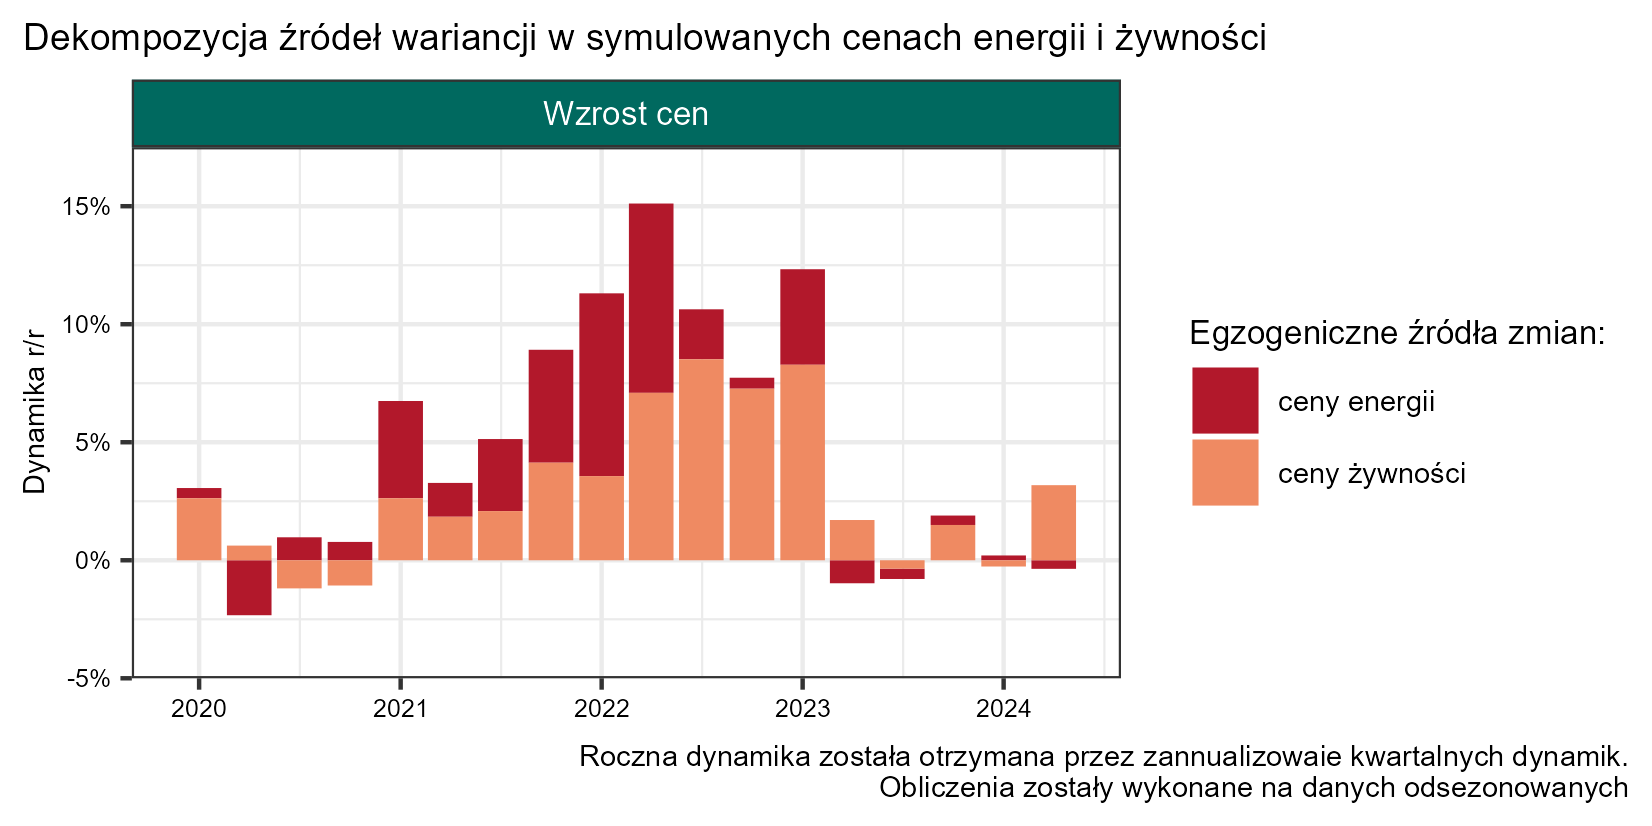 Dekompozycja źródeł wariancji w symulowanych cenach energii i żywności
Wzrost cen
Dynamika r/r
15%
10%
5%
0%
-5%
2020
2021
2022
2023
2024
Egzogeniczne źródła zmian:
ceny energii
ceny żywności
Roczna dynamika została otrzymana przez zannualizowaie kwartalnych dynamik.
Obliczenia zostały wykonane na danych odsezonowanych